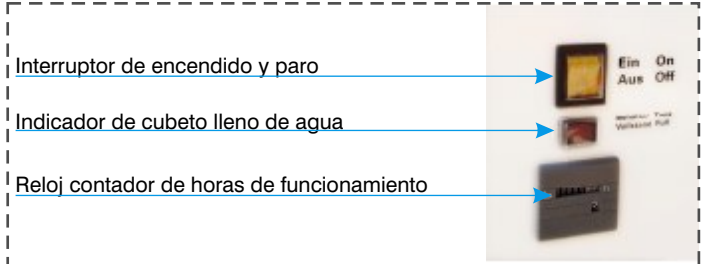 Interruptor de encendido y paro
Ein On
Aus Off
Indicador de cubeto lleno de agua
Reloj contador de horas de funcionamiento